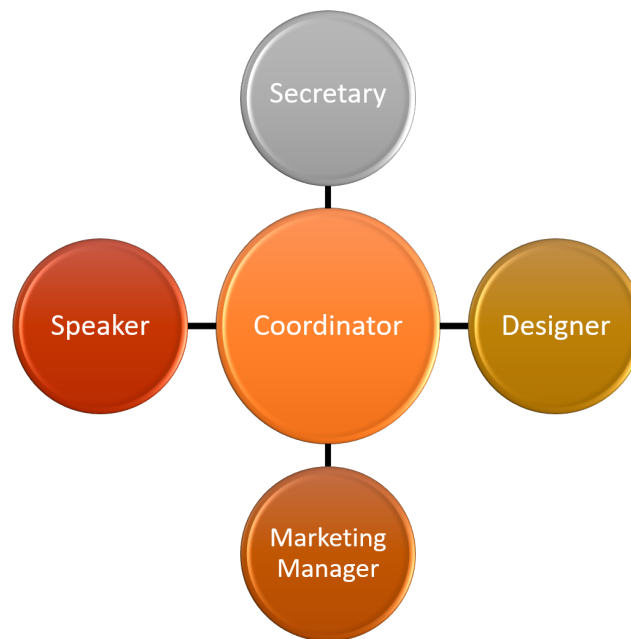 Secretary
Speaker
Coordinator
Designer
Marketing
Manager